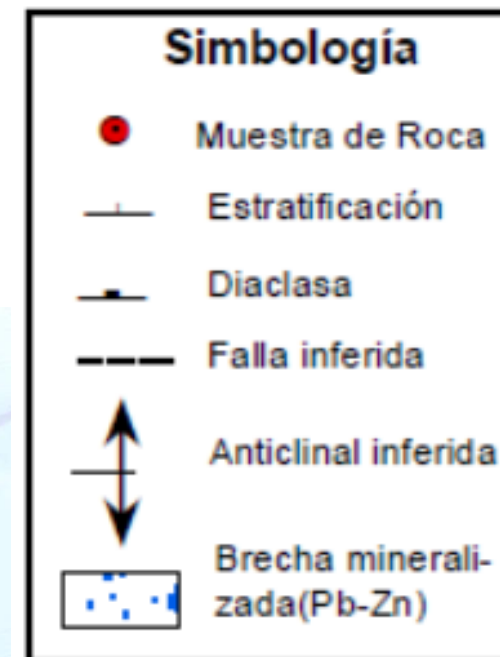 Simbología
Muestra de Roca
Estratificación
Diaclasa
Falla inferida
Anticlinal inferida
Brecha minerali-
zada(Pb-Zn)